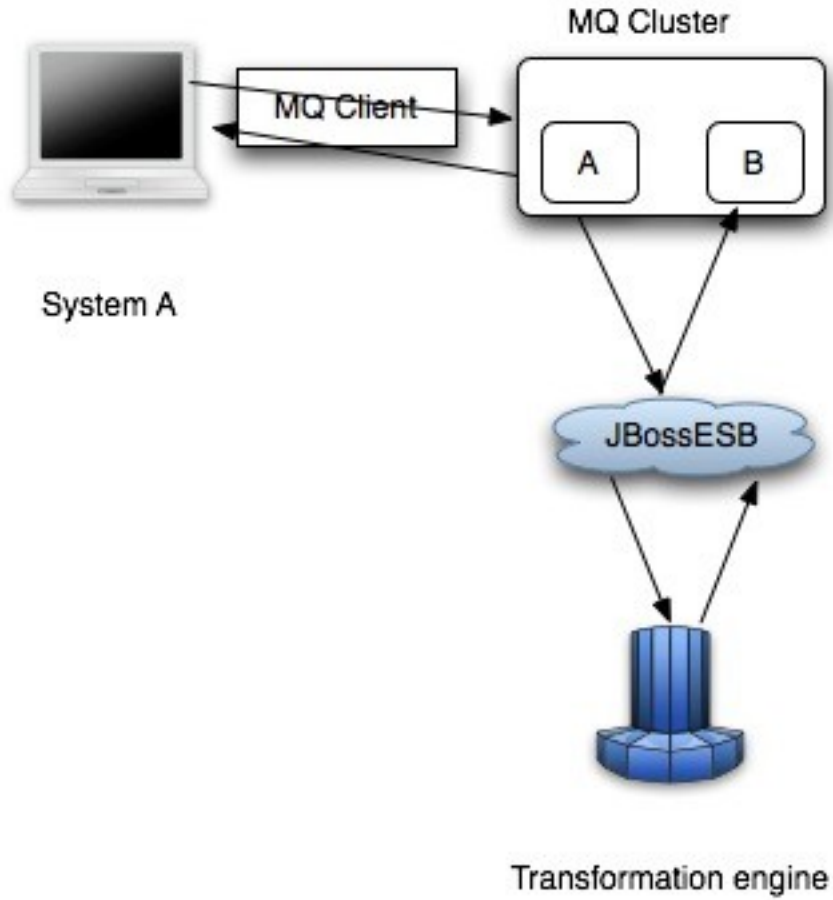 MQ Cluster
MQ Client
A
B
System A
JBossESB
Transformation engine